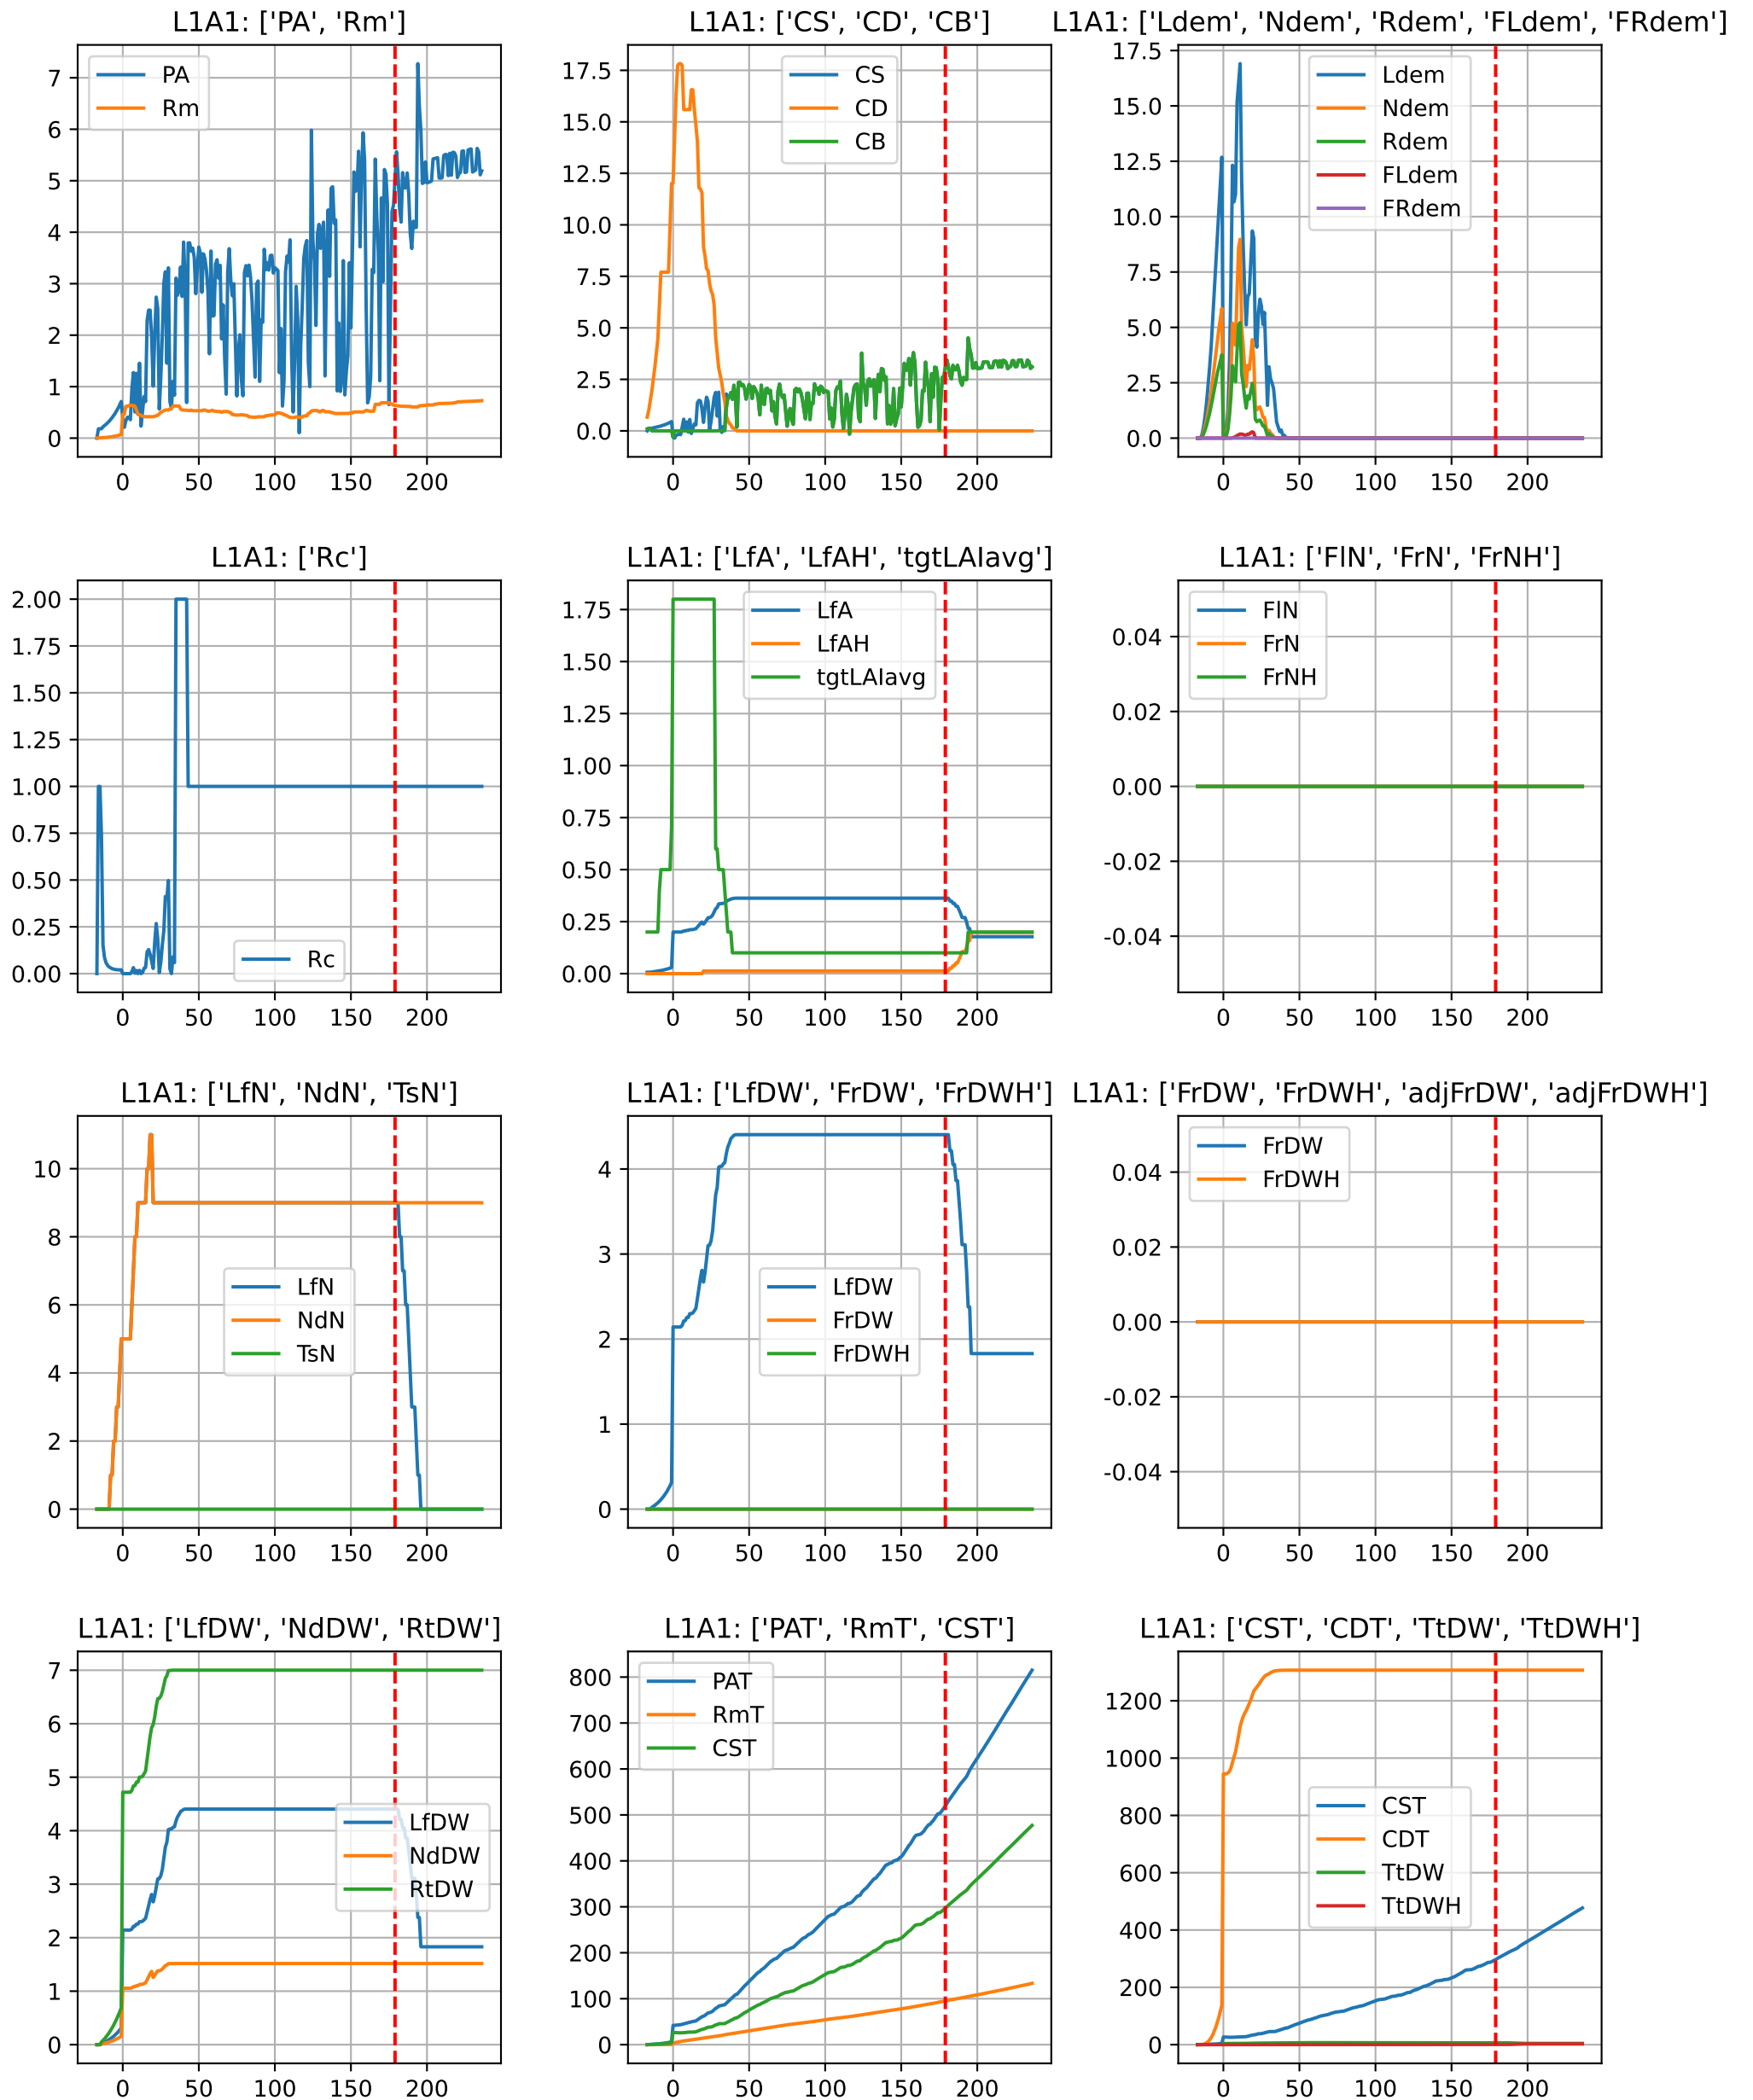 L1A1: ['PA', 'Rm']
7
6
5
4
3
2
1
0
PA
Rm
0 50 100 150 200
L1A1: ['CS', 'CD', 'CB']
17.5
15.0
12.5
10.0
7.5
5.0
2.5
0.0
CS
CD
CB
0 50 100 150 200
L1A1: ['Ldem', 'Ndem', 'Rdem', 'FLdem', 'FRdem']
17.5
15.0
12.5
10.0
7.5
5.0
2.5
0.0
Ldem
Ndem
Rdem
FLdem
FRdem
0 50 100 150 200
L1A1: ['Rc']
2.00
1.75
1.50
1.25
1.00
0.75
0.50
0.25
0.00
Rc
0 50 100 150 200
L1A1: ['LfA', 'LfAH', 'tgtLAIavg']
1.75
1.50
1.25
1.00
0.75
0.50
0.25
0.00
LfA
LfAH
tgtLAIavg
0 50 100 150 200
L1A1: ['FlN', 'FrN', 'FrNH']
0.04
0.02
0.00
-0.02
-0.04
FlN
FrN
FrNH
0 50 100 150 200
L1A1: ['LfN', 'NdN', 'TsN']
10
8
6
4
2
0
LfN
NdN
TsN
0 50 100 150 200
L1A1: ['LfDW', 'FrDW', 'FrDWH']
4
3
2
1
0
LfDW
FrDW
FrDWH
0 50 100 150 200
L1A1: ['FrDW', 'FrDWH', 'adjFrDW', 'adjFrDWH']
0.04
0.02
0.00
-0.02
-0.04
FrDW
FrDWH
0 50 100 150 200
L1A1: ['LfDW', 'NdDW', 'RtDW']
7
6
5
4
3
2
1
0
LfDW
NdDW
RtDW
0 50 100 150 200
L1A1: ['PAT', 'RmT', 'CST']
800
700
600
500
400
300
200
100
0
PAT
RmT
CST
0 50 100 150 200
L1A1: ['CST', 'CDT', 'TtDW', 'TtDWH']
1200
1000
800
600
400
200
0
CST
CDT
TtDW
TtDWH
0 50 100 150 200